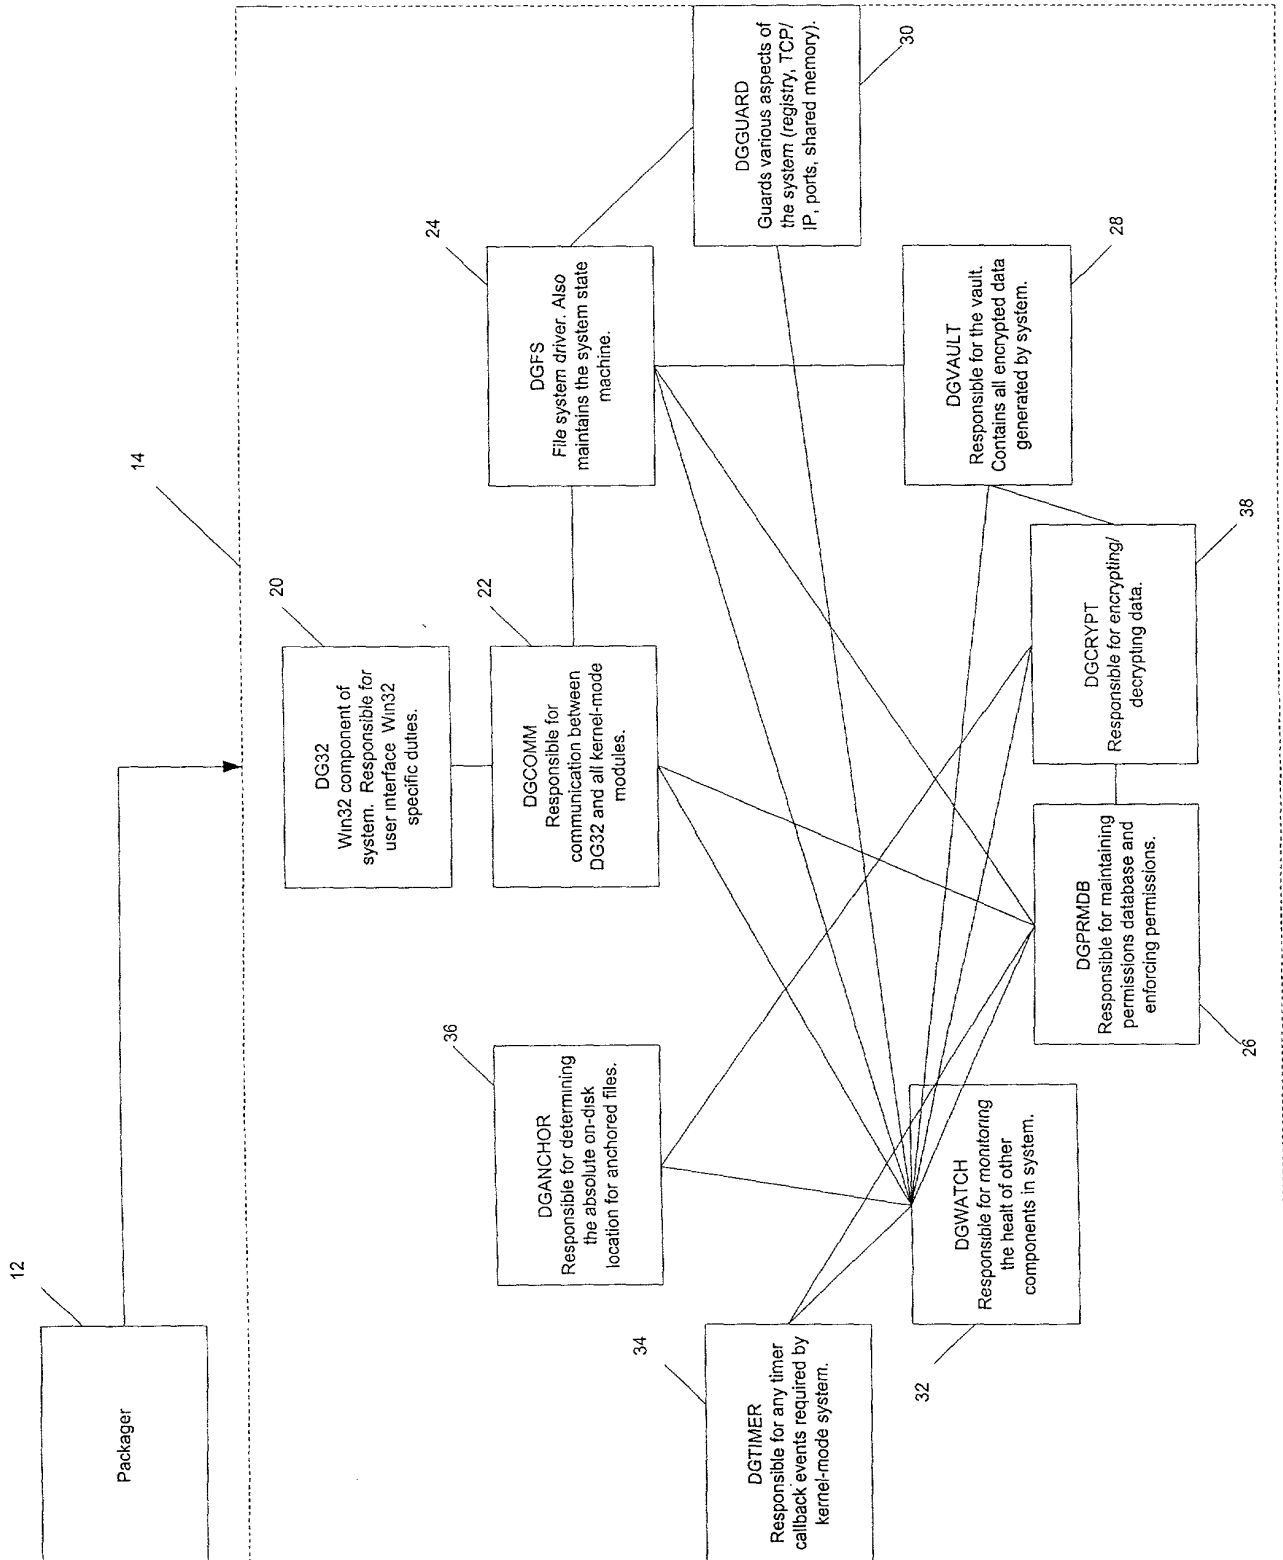 12
Packager
14
20
DG32
Win32 component of
system. Responsible for
user interface Win32
specific duties.
22
DGCOMM
Responsible for
communication between
DG32 and all kernel-mode
modules.
24
DGFS
File system driver. Also
maintains the system state
machine.
36
DGANCHOR
Responsible for determining
the absolute on-disk
location for anchored files.
34
DGTIMER
Responsible for any timer
callback events required by
kernel-mode system.
DGGUARD
Guards various aspects of
the system (registry, TCP/
IP, ports, shared memory).
30
32
DGWATCH
Responsible for monitoring
the healt of other
components in system.
DGVAULT
Responsible for the vault.
Contains all encrypted data
generated by system.
28
DGPRMDB
Responsible for maintaining
permissions database and
enforcing permissions.
26
DGCRYPT
Responsible for encrypting/
decrypting data.
38